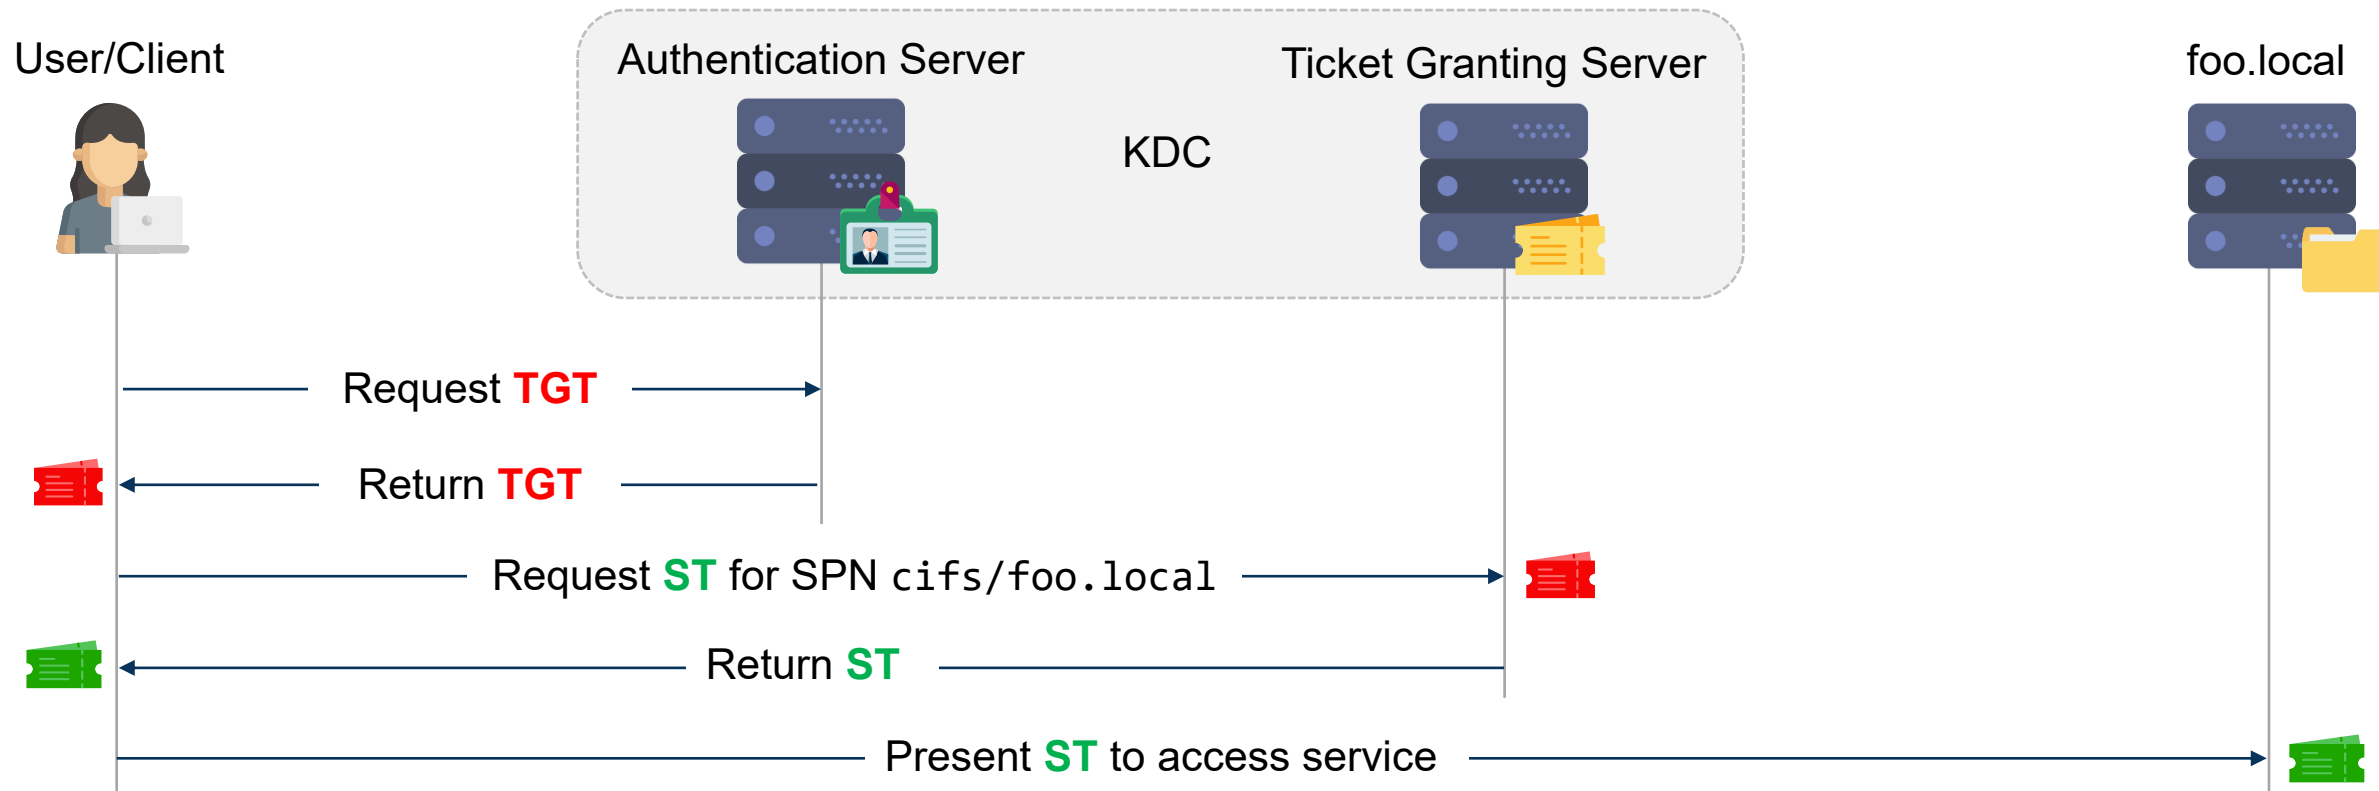 User/Client
Authentication Server
Ticket Granting Server
foo.local
KDC
Request TGT
Return TGT
Request ST for SPN cifs/foo.local
Return ST
Present ST to access service